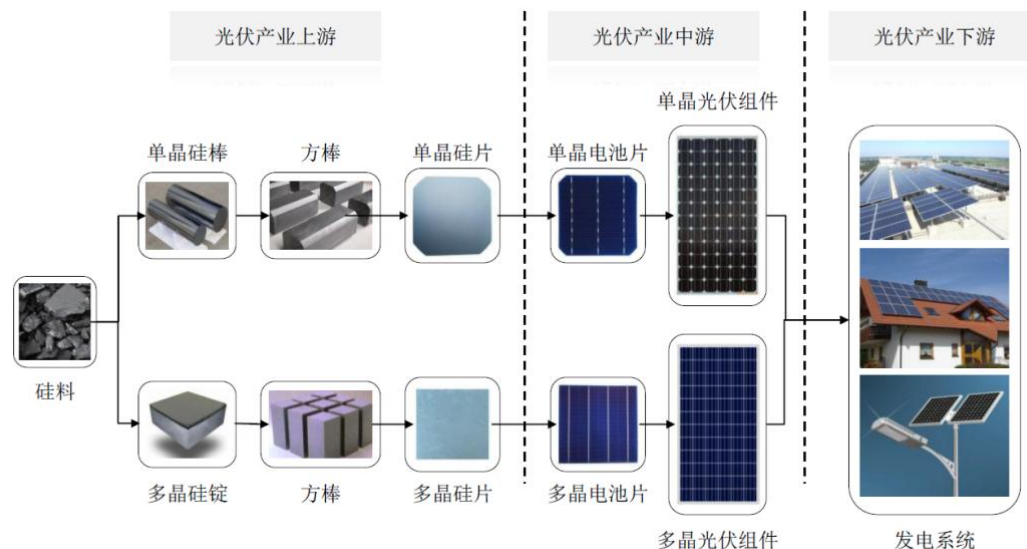 光伏产业上游
光伏产业中游
光伏产业下游
单晶光伏组件
单晶硅棒
方棒
单晶硅片
单晶电池片
硅料
多晶硅锭
方棒
多晶硅片
多晶电池片
多晶光伏组件
发电系统